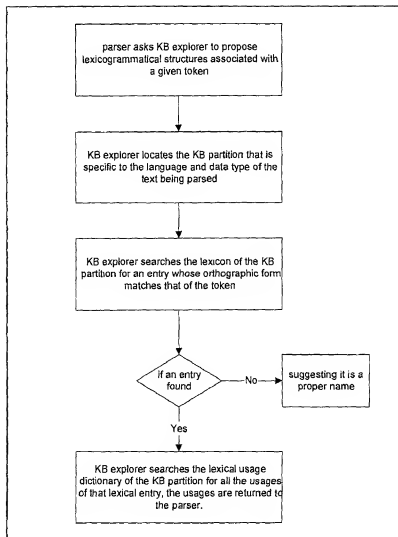 parser asks KB explorer to propose
lexicogrammatical structures associated with
a given token
KB explorer locates the KB partition that is
specific to the language and data type of the
text being parsed
KB explorer searches the lexicon of the KB
partition for an entry whose orthographic form
matches that of the token
if an entry
found
No
suggesting it is a
proper name
Yes
KB explorer searches the lexical usage
dictionary of the KB partition for all the usages
of that lexical entry, the usages are returned to
the parser.